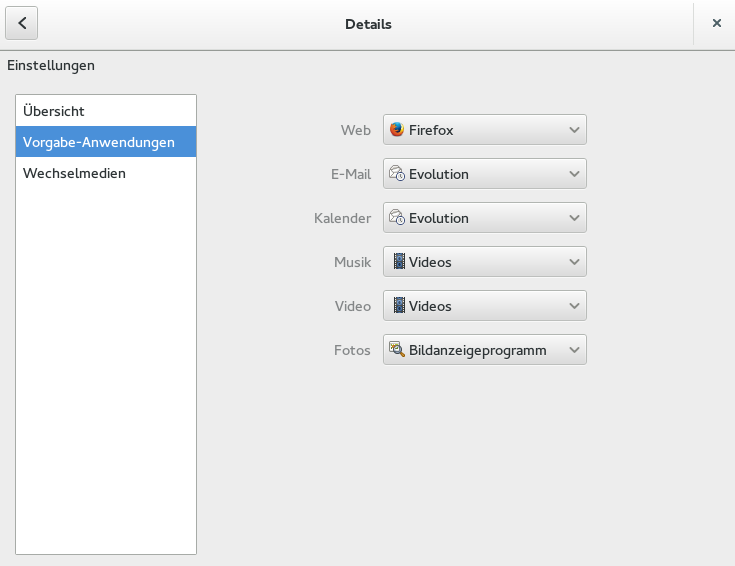 Details
Einstellungen
Übersicht
Vorgabe-Anwendungen
Wechselmedien
Web Firefox
E-Mail Evolution
Kalender Evolution
Musik Videos
Video Videos
Fotos Bildanzeigeprogramm